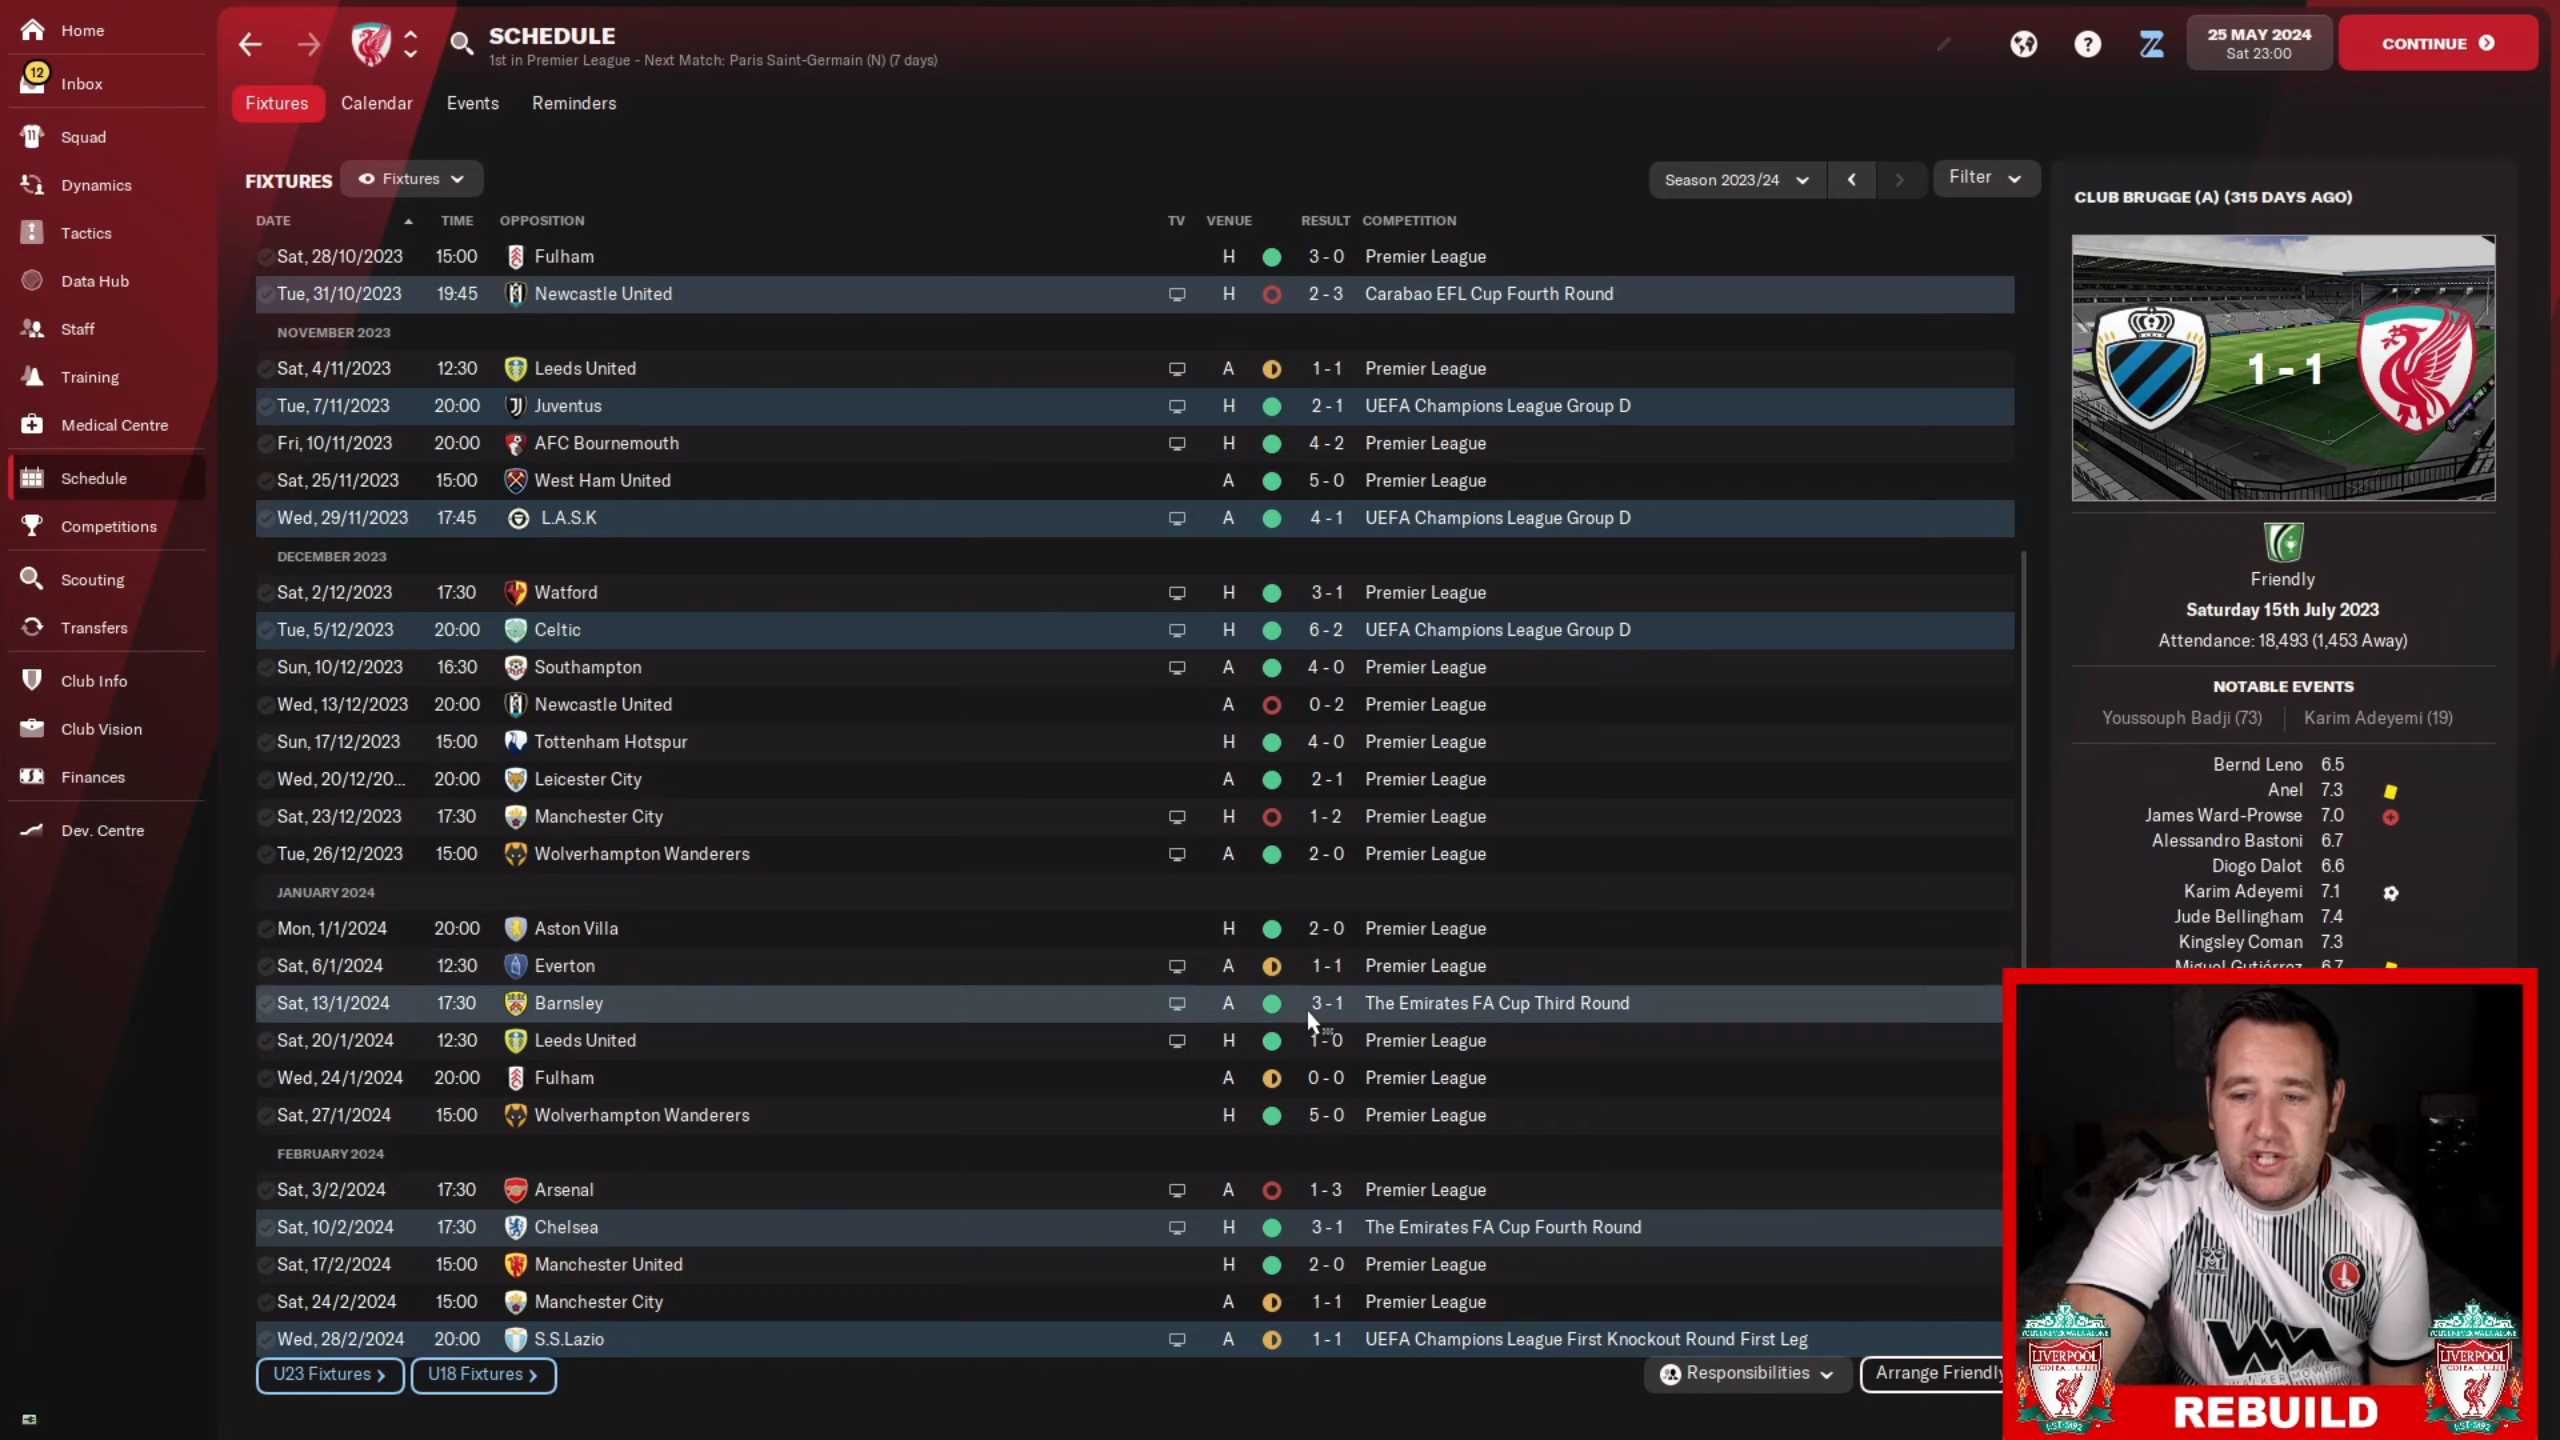 Home
12
Inbox
Squad
Dynamics
Tactics
Data Hub
Staff
Training
Medical Centre
Schedule
Competitions
Scouting
Transfers
Club Info
Club Vision
Finances
Dev. Centre
SCHEDULE
1st in Premier League - Next Match: Paris Saint-Germain (N) (7 days)
25 MAY 2024
Sat 23:00
CONTINUE
Fixtures Calendar Events Reminders
FIXTURES Fixtures Season 2023/24 Filter
DATE TIME OPPOSITION TV VENUE RESULT COMPETITION
Sat, 28/10/2023 15:00 Fulham H 3 - 0 Premier League
Tue, 31/10/2023 19:45 Newcastle United H 2 - 3 Carabao EFL Cup Fourth Round
NOVEMBER 2023
Sat, 4/11/2023 12:30 Leeds United A 1 - 1 Premier League
Tue, 7/11/2023 20:00 Juventus H 2 - 1 UEFA Champions League Group D
Fri, 10/11/2023 20:00 AFC Bournemouth H 4 - 2 Premier League
Sat, 25/11/2023 15:00 West Ham United A 5 - 0 Premier League
Wed, 29/11/2023 17:45 L.A.S.K A 4 - 1 UEFA Champions League Group D
DECEMBER 2023
Sat, 2/12/2023 17:30 Watford H 3 - 1 Premier League
Tue, 5/12/2023 20:00 Celtic H 6 - 2 UEFA Champions League Group D
Sun, 10/12/2023 16:30 Southampton A 4 - 0 Premier League
Wed, 13/12/2023 20:00 Newcastle United A 0 - 2 Premier League
Sun, 17/12/2023 15:00 Tottenham Hotspur H 4 - 0 Premier League
Wed, 20/12/20... 20:00 Leicester City A 2 - 1 Premier League
Sat, 23/12/2023 17:30 Manchester City H 1 - 2 Premier League
Tue, 26/12/2023 15:00 Wolverhampton Wanderers A 2 - 0 Premier League
JANUARY 2024
Mon, 1/1/2024 20:00 Aston Villa H 2 - 0 Premier League
Sat, 6/1/2024 12:30 Everton A 1 - 1 Premier League
Sat, 13/1/2024 17:30 Barnsley A 3 - 1 The Emirates FA Cup Third Round
Sat, 20/1/2024 12:30 Leeds United H 1 - 0 Premier League
Wed, 24/1/2024 20:00 Fulham A 0 - 0 Premier League
Sat, 27/1/2024 15:00 Wolverhampton Wanderers H 5 - 0 Premier League
FEBRUARY 2024
Sat, 3/2/2024 17:30 Arsenal A 1 - 3 Premier League
Sat, 10/2/2024 17:30 Chelsea H 3 - 1 The Emirates FA Cup Fourth Round
Sat, 17/2/2024 15:00 Manchester United H 2 - 0 Premier League
Sat, 24/2/2024 15:00 Manchester City A 1 - 1 Premier League
Wed, 28/2/2024 20:00 S.S.Lazio A 1 - 1 UEFA Champions League First Knockout Round First Leg
U23 Fixtures U18 Fixtures Responsibilities Arrange Friendly
CLUB BRUGGE (A) (315 DAYS AGO)
1 - 1
Friendly
Saturday 15th July 2023
Attendance: 18,493 (1,453 Away)
NOTABLE EVENTS
Youssouph Badji (73) Karim Adeyemi (19)
Bernd Leno 6.5
Anel 7.3
James Ward-Prowse 7.0
Alessandro Bastoni 6.7
Diogo Dalot 6.6
Karim Adeyemi 7.1
Jude Bellingham 7.4
Kingsley Coman 7.3
Miguel Gutiérrez 6.7
LIVERPOOL
LIVERPOOL
REBUILD